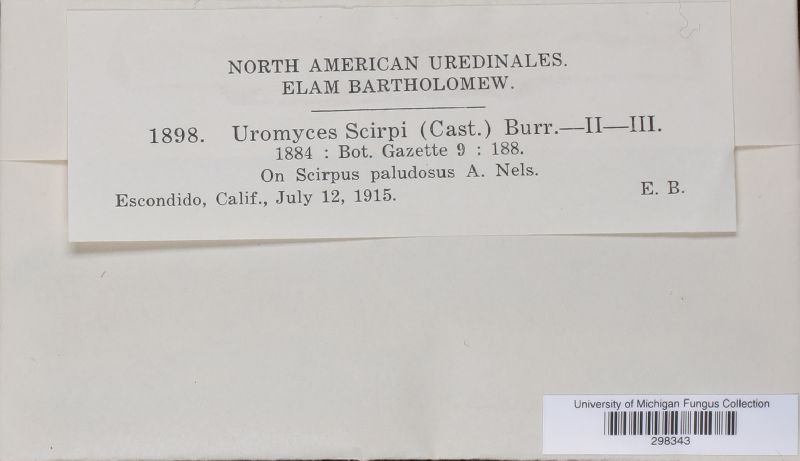 NORTH AMERICAN UREDINALES.
ELAM BARTHOLOMEW.
1898. Uromyces Scirpi (Cast.) Burr.—II—III.
1884 : Bot. Gazette 9 : 188.
On Scirpus paludosus A. Nels.
Escondido, Calif., July 12, 1915. E. B.
University of Michigan Fungus Collection
298343